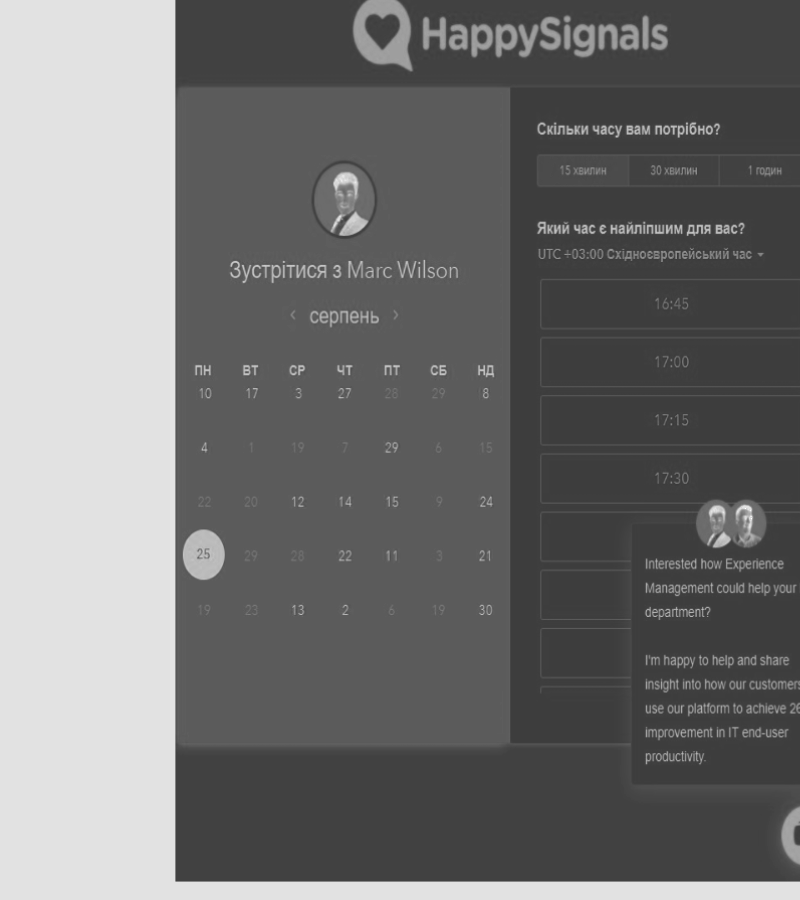 HappySignals
Зустрітися з Marc Wilson
серпень
ПН ВТ СР ЧТ ПТ СБ НД
10 17 3 27 28 29 8
4 1 19 7 29 6 15
22 20 12 14 15 9 24
25 29 28 22 11 3 21
19 23 13 2 6 19 30
Скільки часу вам потрібно?
15 хвилин 30 хвилин 1 годин
Який час є найліпшим для вас?
UTC +03:00 Східноєвропейський час
16:45
17:00
17:15
17:30
Interested how Experience
Management could help your
department?
I'm happy to help and share
insight into how our customers
use our platform to achieve 26
improvement in IT end-user
productivity.